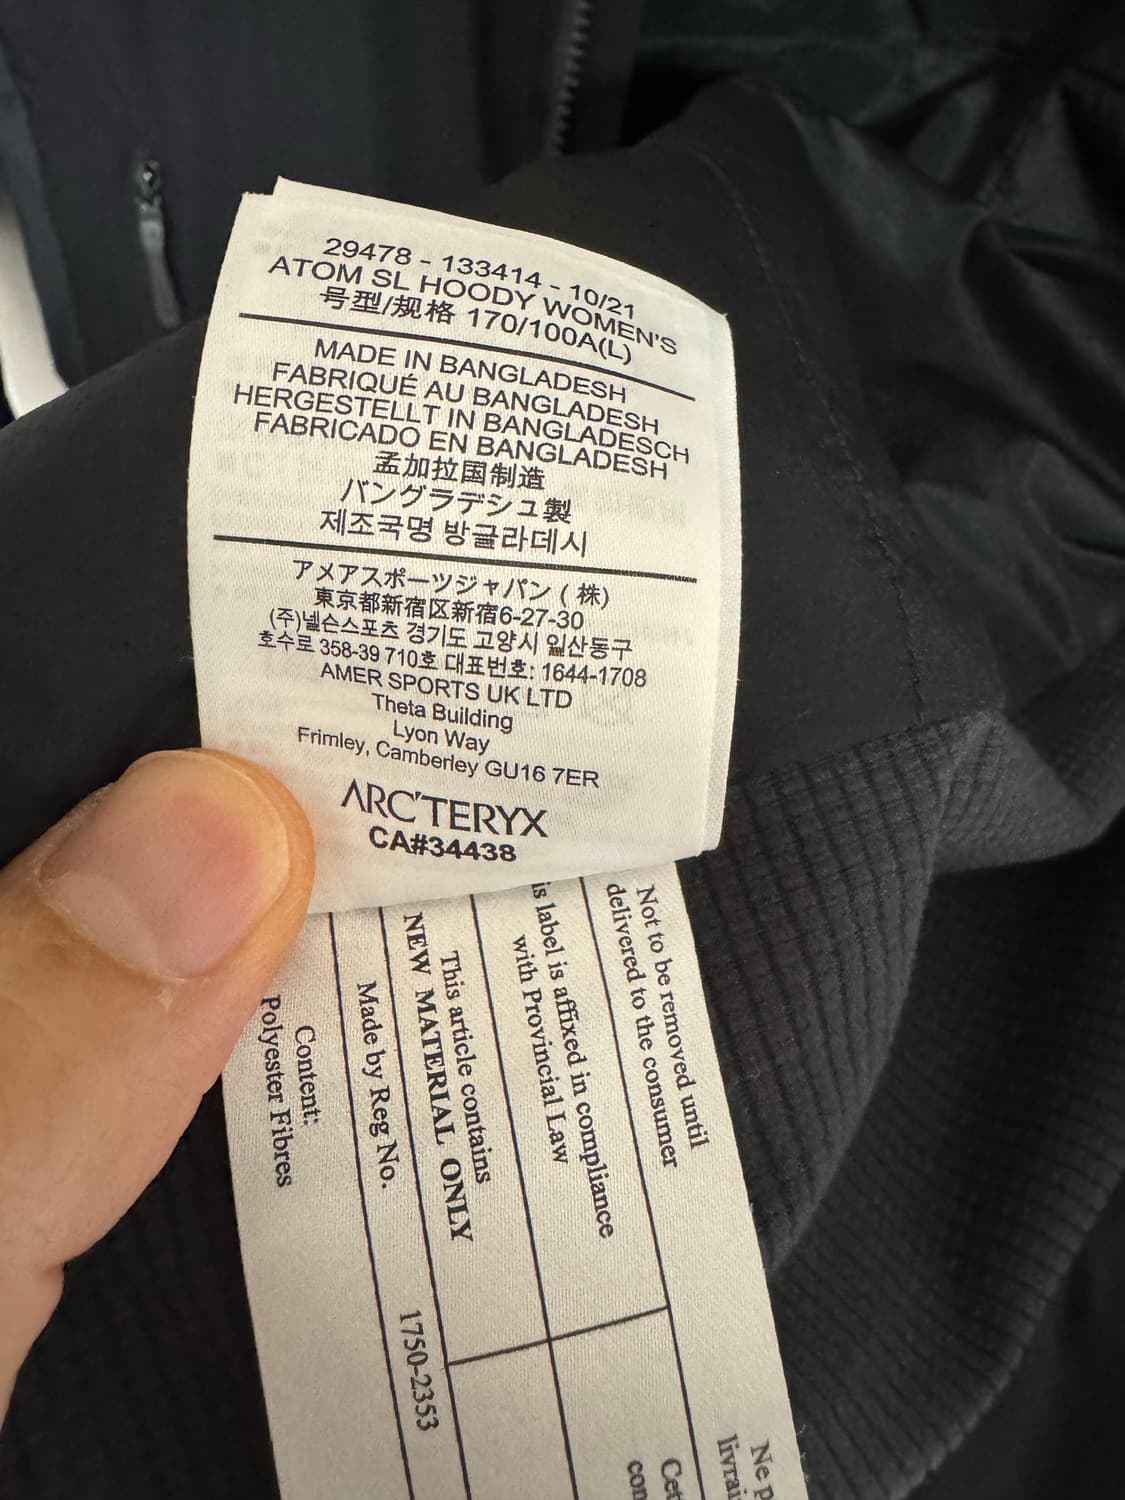 29478 - 133414 - 10/21
ATOM SL HOODY WOMEN'S
号型/规格 170/100A(L)
MADE IN BANGLADESH
FABRIQUÉ AU BANGLADESH
HERGESTELLT IN BANGLADESCH
FABRICADO EN BANGLADESH
孟加拉国制造
バングラデシュ製
제조국명 방글라데시
アメアスポーツジャパン ( 株)
東京都新宿区新宿6-27-30
(주)넬슨스포츠 경기도 고양시 일산동구
호수로 358-39 710호 대표번호: 1644-1708
AMER SPORTS UK LTD
Theta Building
Lyon Way
Frimley, Camberley GU16 7ER
ARC'TERYX
CA#34438
Not to be removed until
delivered to the consumer
is label is affixed in compliance
with Provincial Law
This article contains
NEW MATERIAL ONLY
Made by Reg No. 1750-2353
Content:
Polyester Fibres
Ne